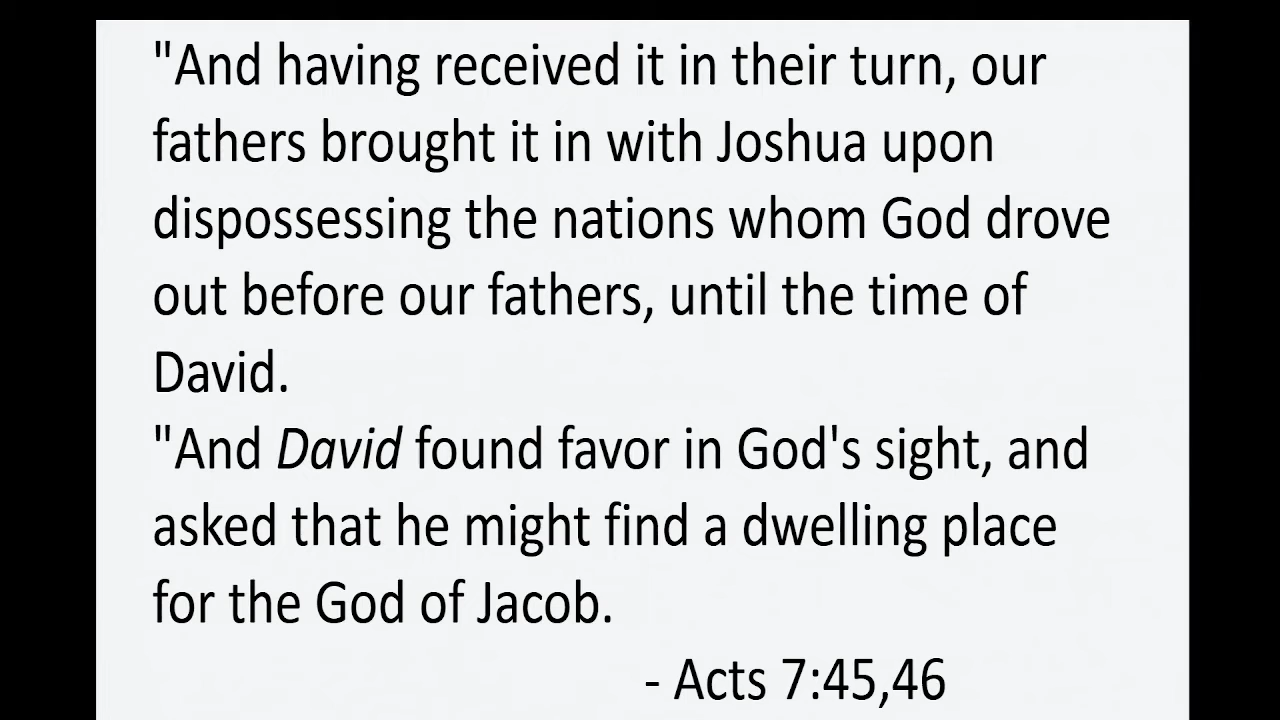 "And having received it in their turn, our
fathers brought it in with Joshua upon
dispossessing the nations whom God drove
out before our fathers, until the time of
David.
"And David found favor in God's sight, and
asked that he might find a dwelling place
for the God of Jacob.
- Acts 7:45,46